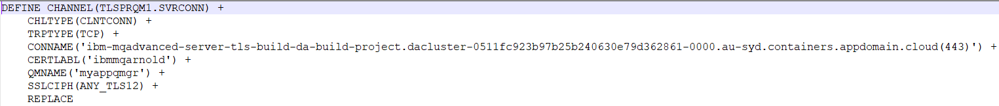 DEFINE CHANNEL(TLSPRQM1.SVRCONN) +
CHLTYPE(CLNTCONN) +
TRPTYPE(TCP) +
CONNAME('ibm-mqadvanced-server-tls-build-da-build-project.dacluster-0511fc923b97b25b240630e79d362861-0000.au-syd.containers.appdomain.cloud(443)') +
CERTLABL('ibmmqarnold') +
QMNAME('myappqmgr') +
SSLCIPH(ANY_TLS12) +
REPLACE